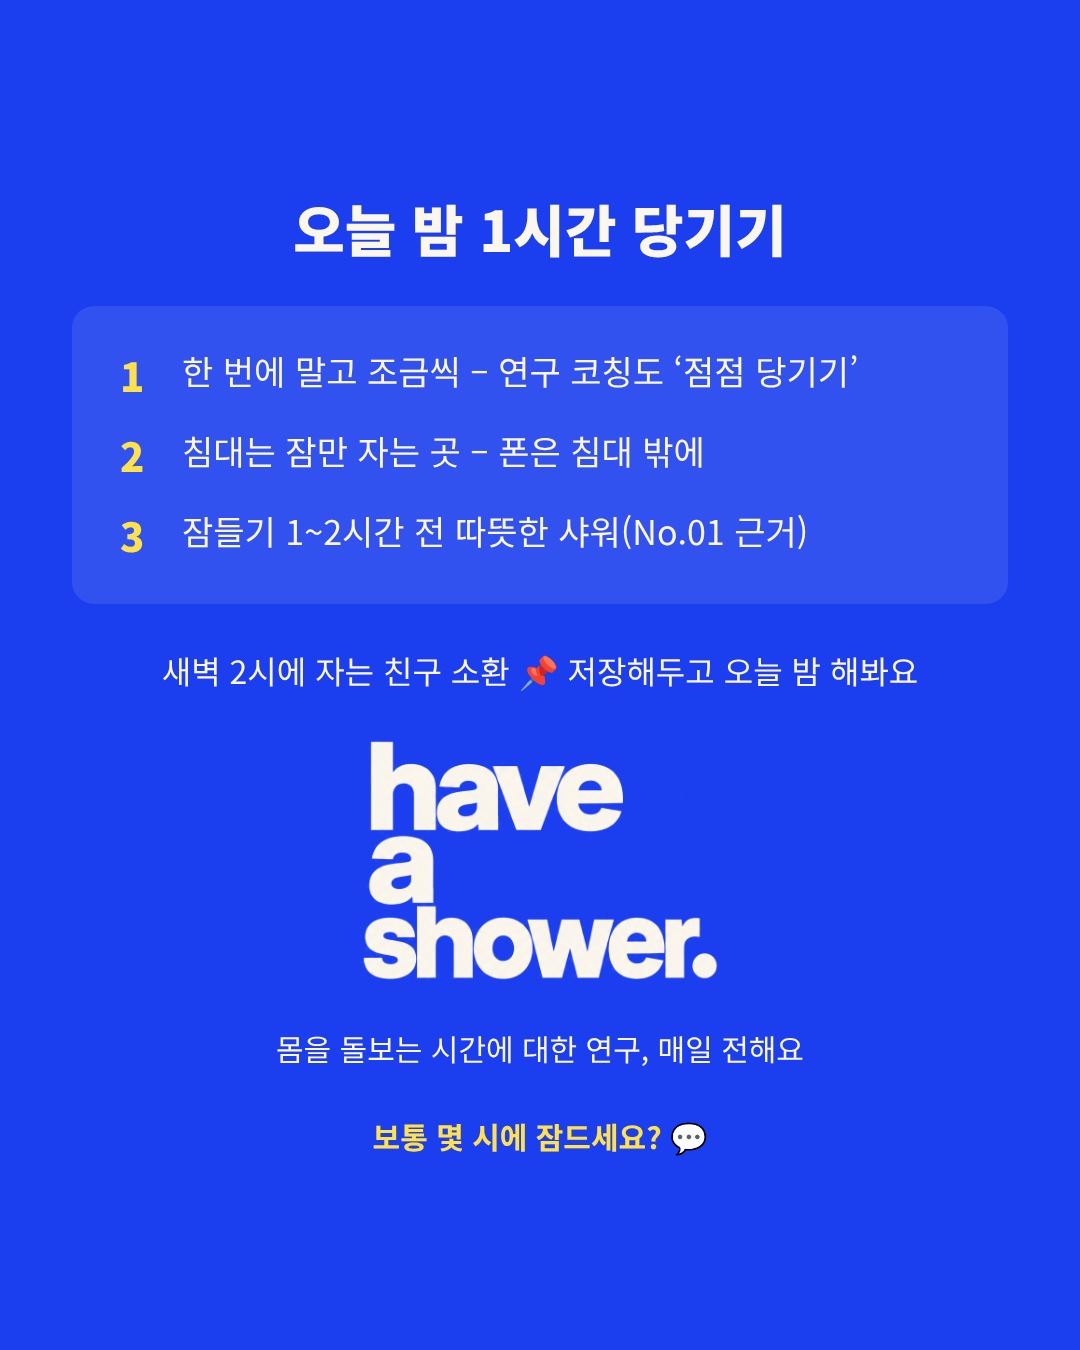 오늘 밤 1시간 당기기
1 한 번에 말고 조금씩 – 연구 코칭도 ‘점점 당기기’
2 침대는 잠만 자는 곳 – 폰은 침대 밖에
3 잠들기 1~2시간 전 따뜻한 샤워(No.01 근거)
새벽 2시에 자는 친구 소환 📌 저장해두고 오늘 밤 해봐요
have
a
shower.
몸을 돌보는 시간에 대한 연구, 매일 전해요
보통 몇 시에 잠드세요? 💬